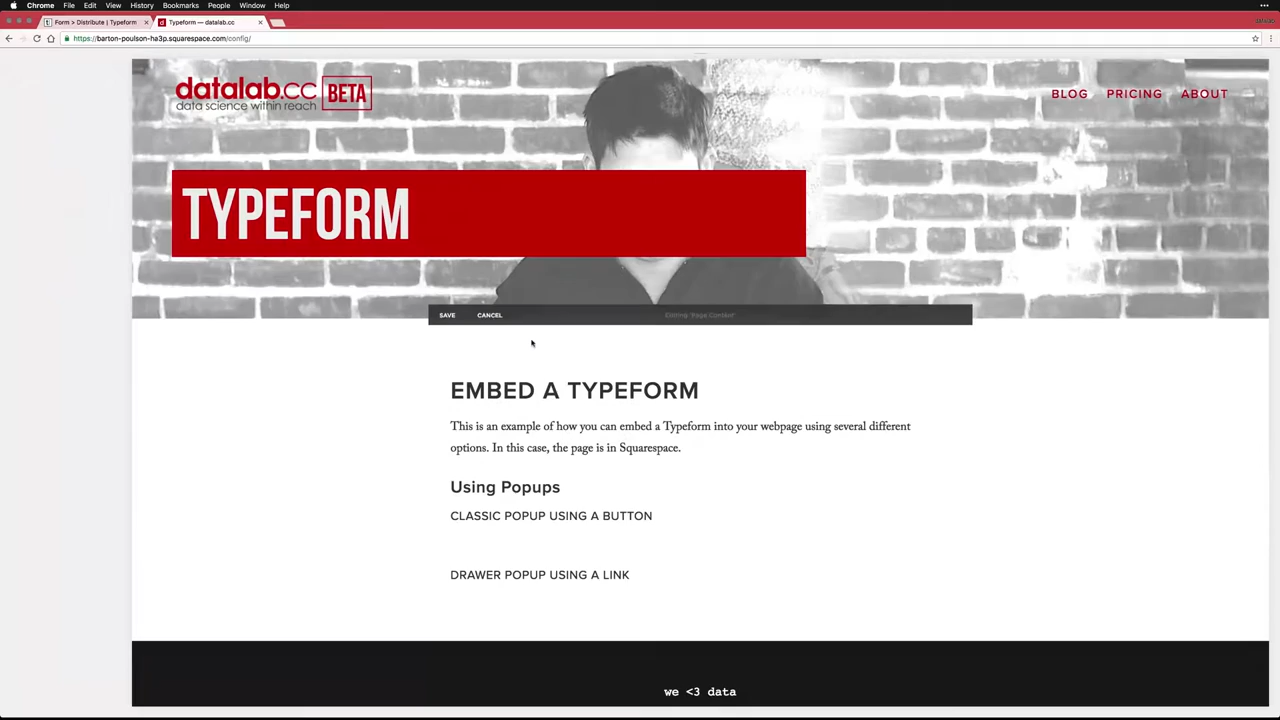 Chrome File Edit View History Bookmarks People Window Help
Form > Distribute | Typeform
Typeform — datalab.cc
https://barton-poulson-ha3p.squarespace.com/config/
datalab.cc BETA
data science within reach
BLOG PRICING ABOUT
TYPEFORM
SAVE CANCEL Editing 'Page Content'
EMBED A TYPEFORM
This is an example of how you can embed a Typeform into your webpage using several different
options. In this case, the page is in Squarespace.
Using Popups
CLASSIC POPUP USING A BUTTON
DRAWER POPUP USING A LINK
we <3 data